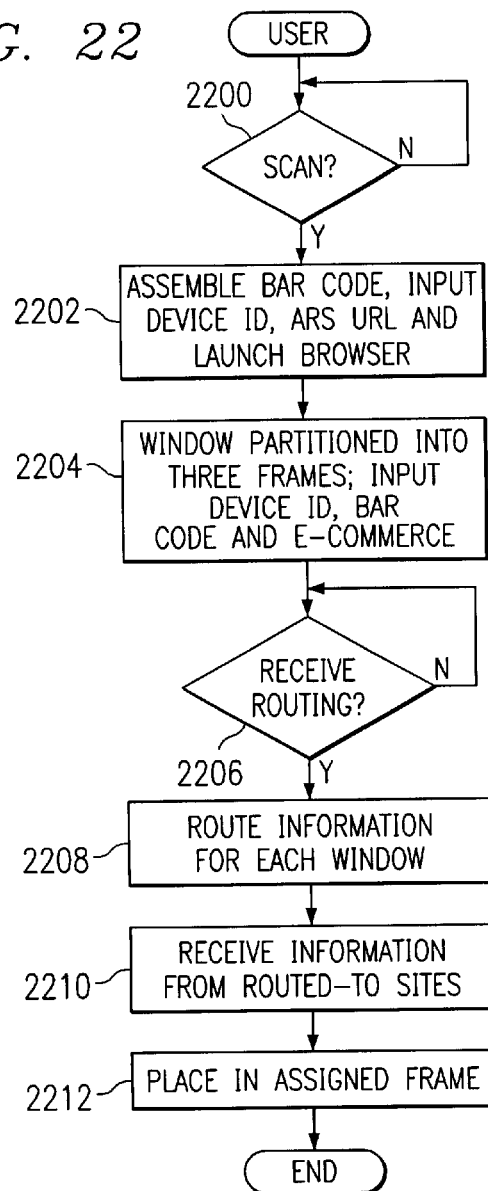 G. 22
USER
2200
SCAN?
N
Y
2202
ASSEMBLE BAR CODE, INPUT
DEVICE ID, ARS URL AND
LAUNCH BROWSER
2204
WINDOW PARTITIONED INTO
THREE FRAMES; INPUT
DEVICE ID, BAR
CODE AND E-COMMERCE
RECEIVE
ROUTING?
N
2206
Y
2208
ROUTE INFORMATION
FOR EACH WINDOW
2210
RECEIVE INFORMATION
FROM ROUTED-TO SITES
2212
PLACE IN ASSIGNED FRAME
END